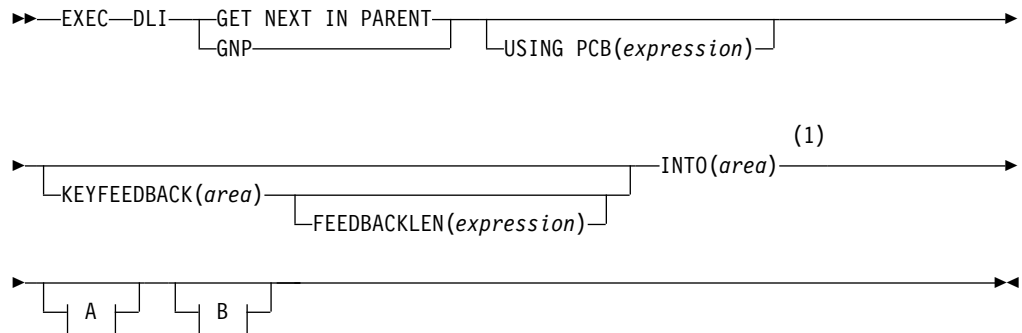 EXEC DLI GET NEXT IN PARENT
GNP USING PCB(expression)
(1)
INTO(area)
KEYFEEDBACK(area)
FEEDBACKLEN(expression)
A B